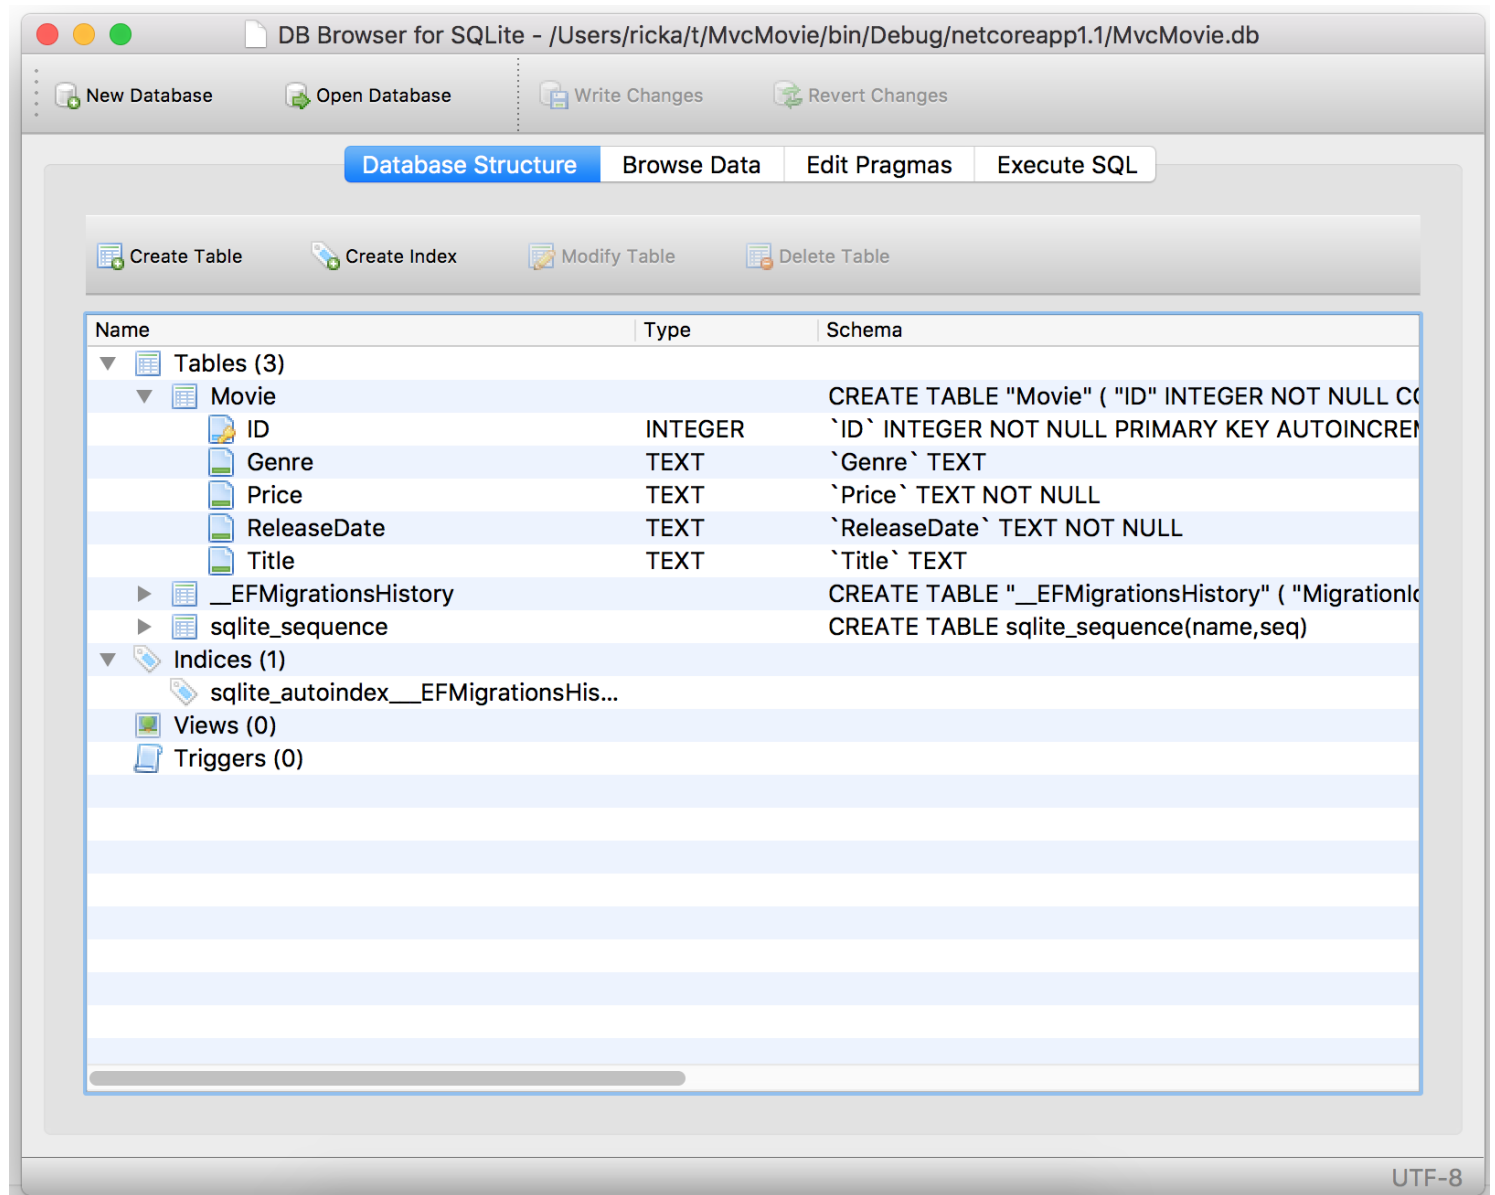 DB Browser for SQLite - /Users/ricka/t/MvcMovie/bin/Debug/netcoreapp1.1/MvcMovie.db
New Database Open Database Write Changes Revert Changes
Database Structure Browse Data Edit Pragmas Execute SQL
Create Table Create Index Modify Table Delete Table
Name Type Schema
Tables (3)
Movie CREATE TABLE "Movie" ( "ID" INTEGER NOT NULL CO
ID INTEGER `ID` INTEGER NOT NULL PRIMARY KEY AUTOINCREM
Genre TEXT `Genre` TEXT
Price TEXT `Price` TEXT NOT NULL
ReleaseDate TEXT `ReleaseDate` TEXT NOT NULL
Title TEXT `Title` TEXT
__EFMigrationsHistory CREATE TABLE "__EFMigrationsHistory" ( "MigrationId
sqlite_sequence CREATE TABLE sqlite_sequence(name,seq)
Indices (1)
sqlite_autoindex___EFMigrationsHis...
Views (0)
Triggers (0)
UTF-8